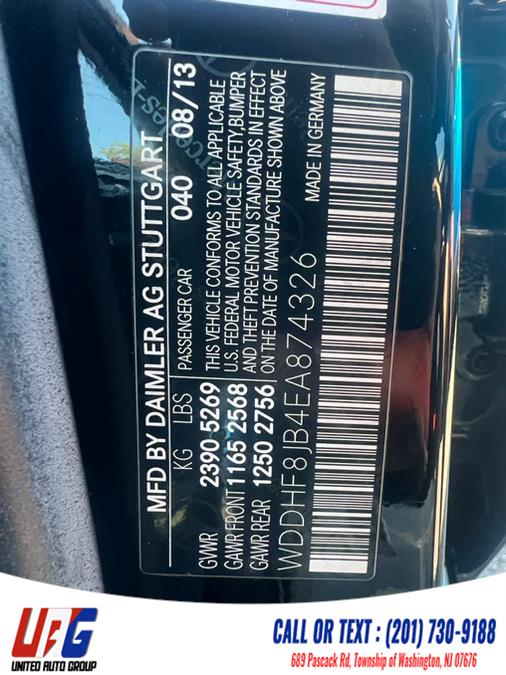 MFD BY DAIMLER AG STUTTGART
040 08/13
KG LBS PASSENGER CAR
GVWR 2390 5269 THIS VEHICLE CONFORMS TO ALL APPLICABLE
GAWR FRONT 1165 2568 U.S. FEDERAL MOTOR VEHICLE SAFETY,BUMPER
AND THEFT PREVENTION STANDARDS IN EFFECT
GAWR REAR 1250 2756 ON THE DATE OF MANUFACTURE SHOWN ABOVE
WDDHF8JB4EA874326 MADE IN GERMANY
UAG
UNITED AUTO GROUP
CALL OR TEXT : (201) 730-9188
689 Pascack Rd, Township of Washington, NJ 07676